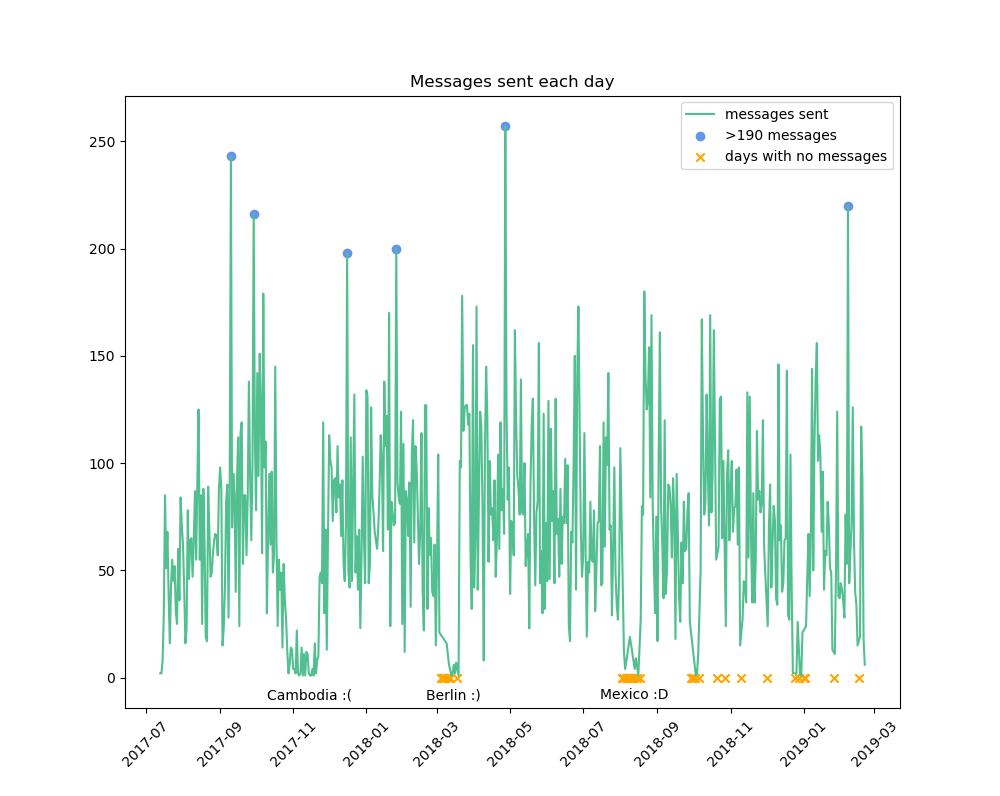 Messages sent each day
messages sent
>190 messages
days with no messages
250
200
150
100
50
0
Cambodia :( Berlin :) Mexico :D
2017-07 2017-09 2017-11 2018-01 2018-03 2018-05 2018-07 2018-09 2018-11 2019-01 2019-03